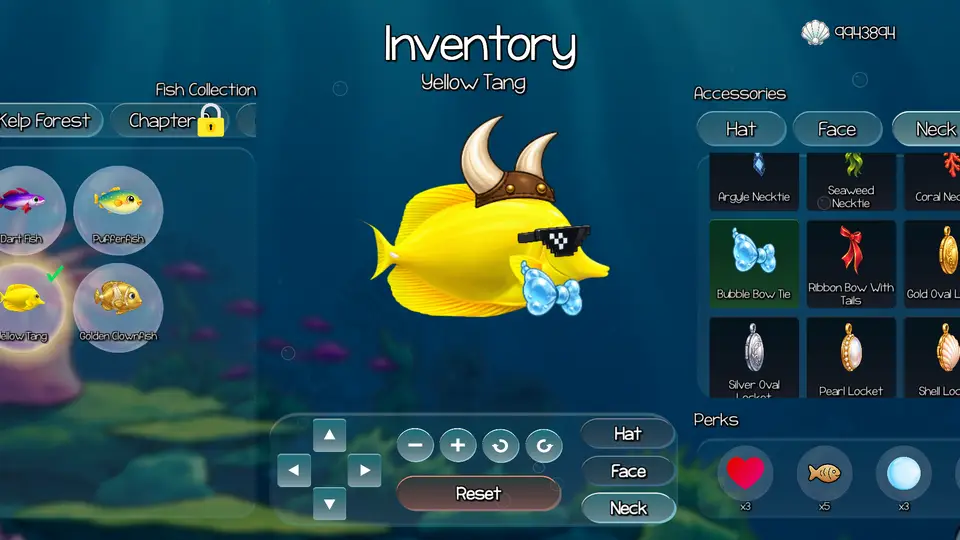 Inventory
Yellow Tang
9943894
Fish Collection
Kelp Forest
Chapter
Dart Fish
Pufferfish
Yellow Tang
Golden Clownfish
Accessories
Hat
Face
Neck
Argyle Necktie
Seaweed
Necktie
Coral Nec
Bubble Bow Tie
Ribbon Bow With
Tails
Gold Oval L
Silver Oval
Locket
Pearl Locket
Shell Loc
Perks
x3
x5
x3
Hat
Face
Neck
Reset